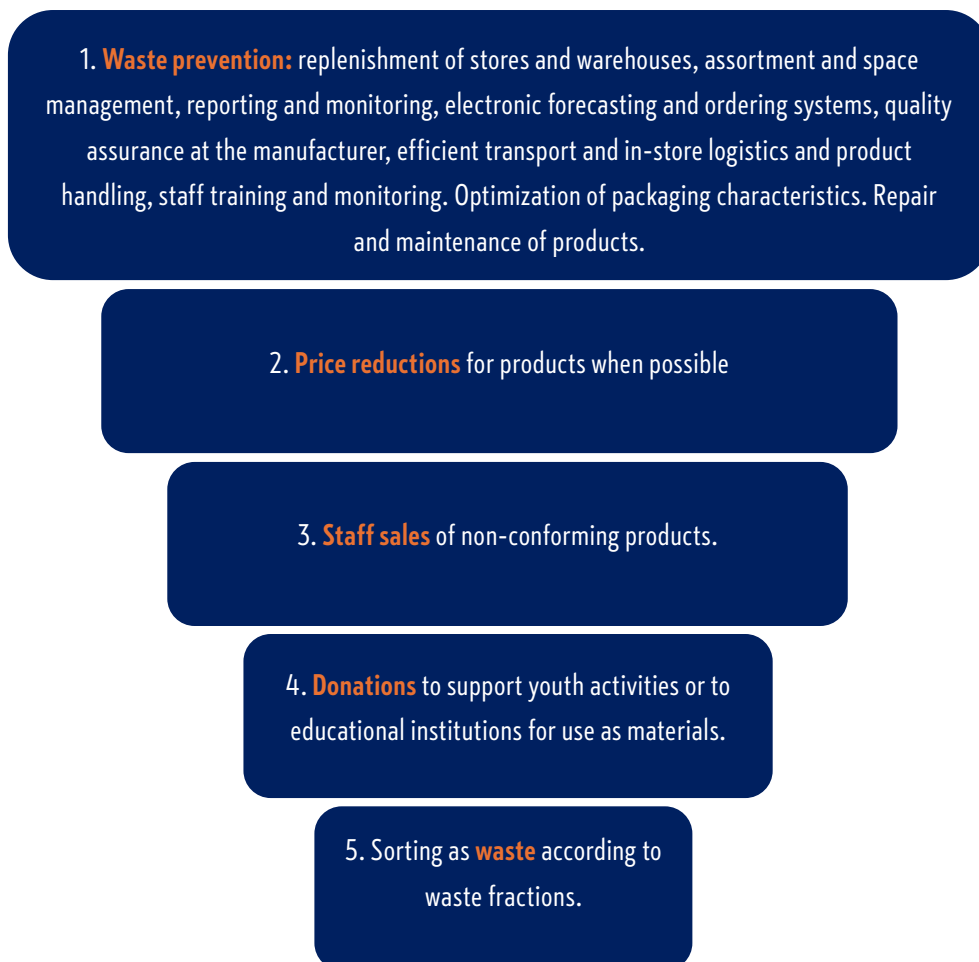 1. Waste prevention: replenishment of stores and warehouses, assortment and space
management, reporting and monitoring, electronic forecasting and ordering systems, quality
assurance at the manufacturer, efficient transport and in-store logistics and product
handling, staff training and monitoring. Optimization of packaging characteristics. Repair
and maintenance of products.
2. Price reductions for products when possible
3. Staff sales of non-conforming products.
4. Donations to support youth activities or to
educational institutions for use as materials.
5. Sorting as waste according to
waste fractions.